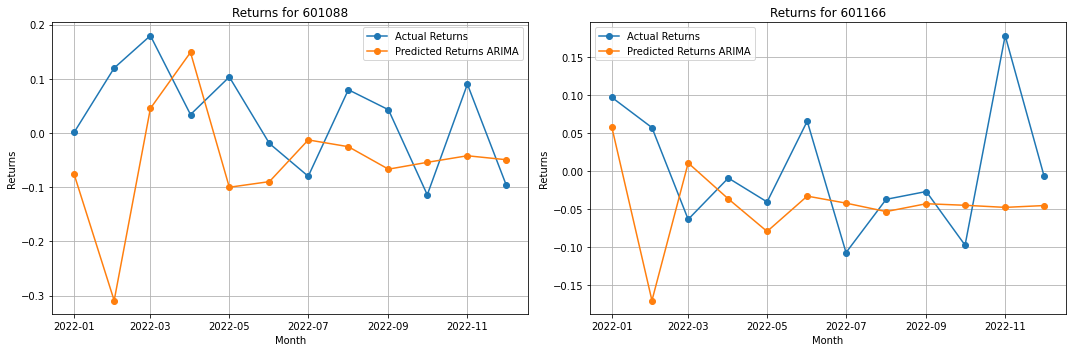 Returns for 601088
Actual Returns
Predicted Returns ARIMA
0.2
0.1
0.0
−0.1
−0.2
−0.3
Returns
2022-01
2022-03
2022-05
2022-07
2022-09
2022-11
Month
Returns for 601166
Actual Returns
Predicted Returns ARIMA
0.15
0.10
0.05
0.00
−0.05
−0.10
−0.15
Returns
2022-01
2022-03
2022-05
2022-07
2022-09
2022-11
Month